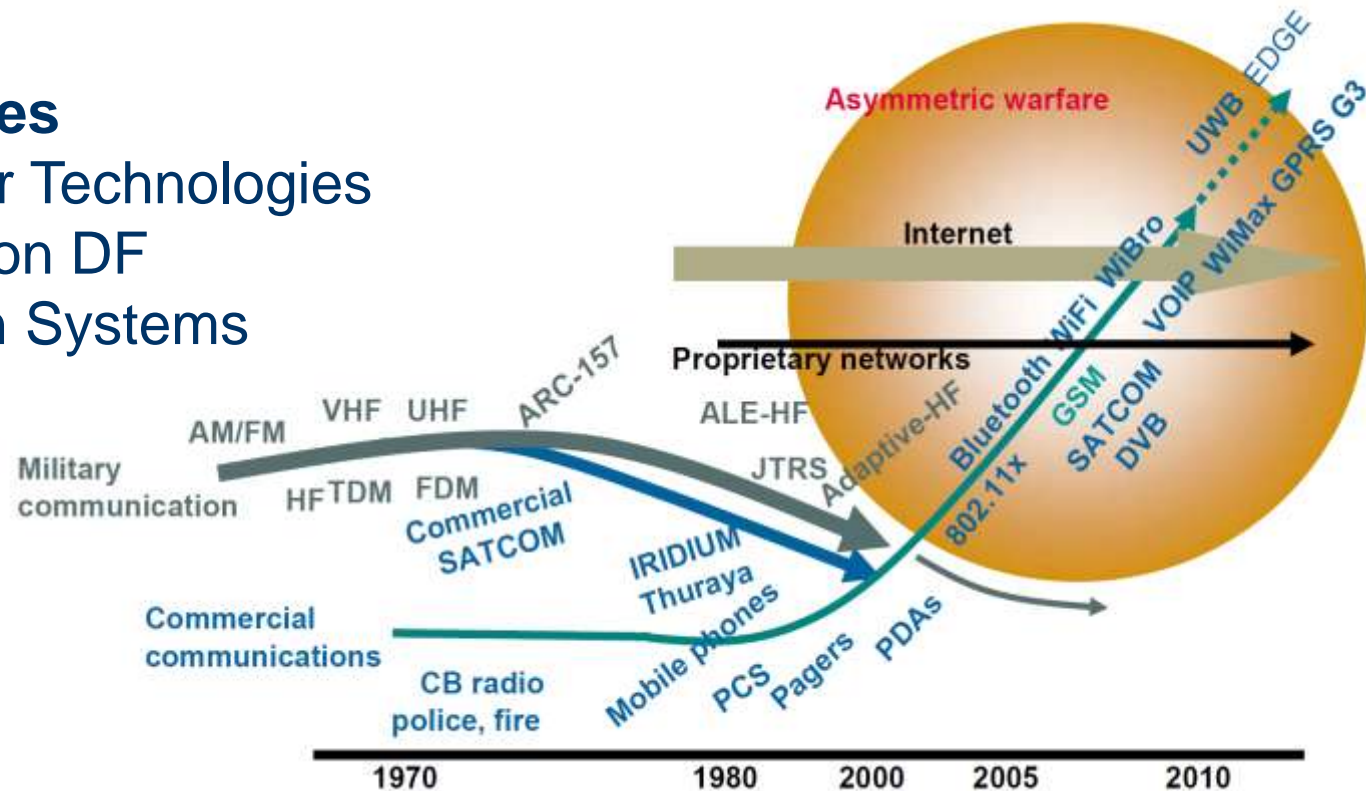 es
r Technologies
on DF
n Systems
Asymmetric warfare
UWB EDGE
Internet
WiBro
WiFi
Bluetooth
802.11x
GSM
SATCOM
DVB
VOIP WiMax GPRS G3
Proprietary networks
ALE-HF
JTRS
Adaptive-HF
ARC-157
AM/FM
VHF UHF
Military
communication
HF TDM FDM
Commercial
SATCOM
IRIDIUM
Thuraya
Commercial
communications
CB radio
police, fire
Mobile phones
PCS
Pagers
PDAs
1970 1980 2000 2005 2010